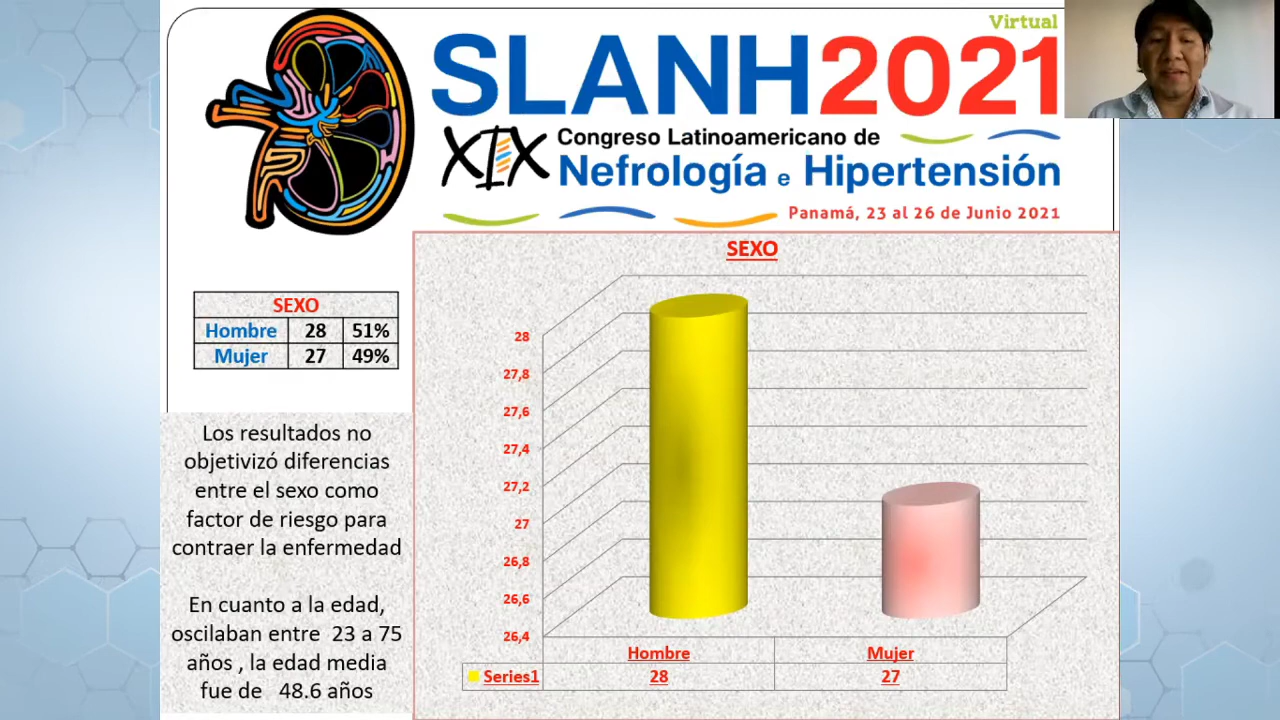 Virtual
SLANH2021
XIX
Congreso Latinoamericano de
Nefrología e Hipertensión
Panamá, 23 al 26 de Junio 2021
SEXO
Hombre 28 51%
Mujer 27 49%
Los resultados no
objetivizó diferencias
entre el sexo como
factor de riesgo para
contraer la enfermedad
En cuanto a la edad,
oscilaban entre 23 a 75
años , la edad media
fue de 48.6 años
SEXO
28
27,8
27,6
27,4
27,2
27
26,8
26,6
26,4
Hombre Mujer
Series1 28 27